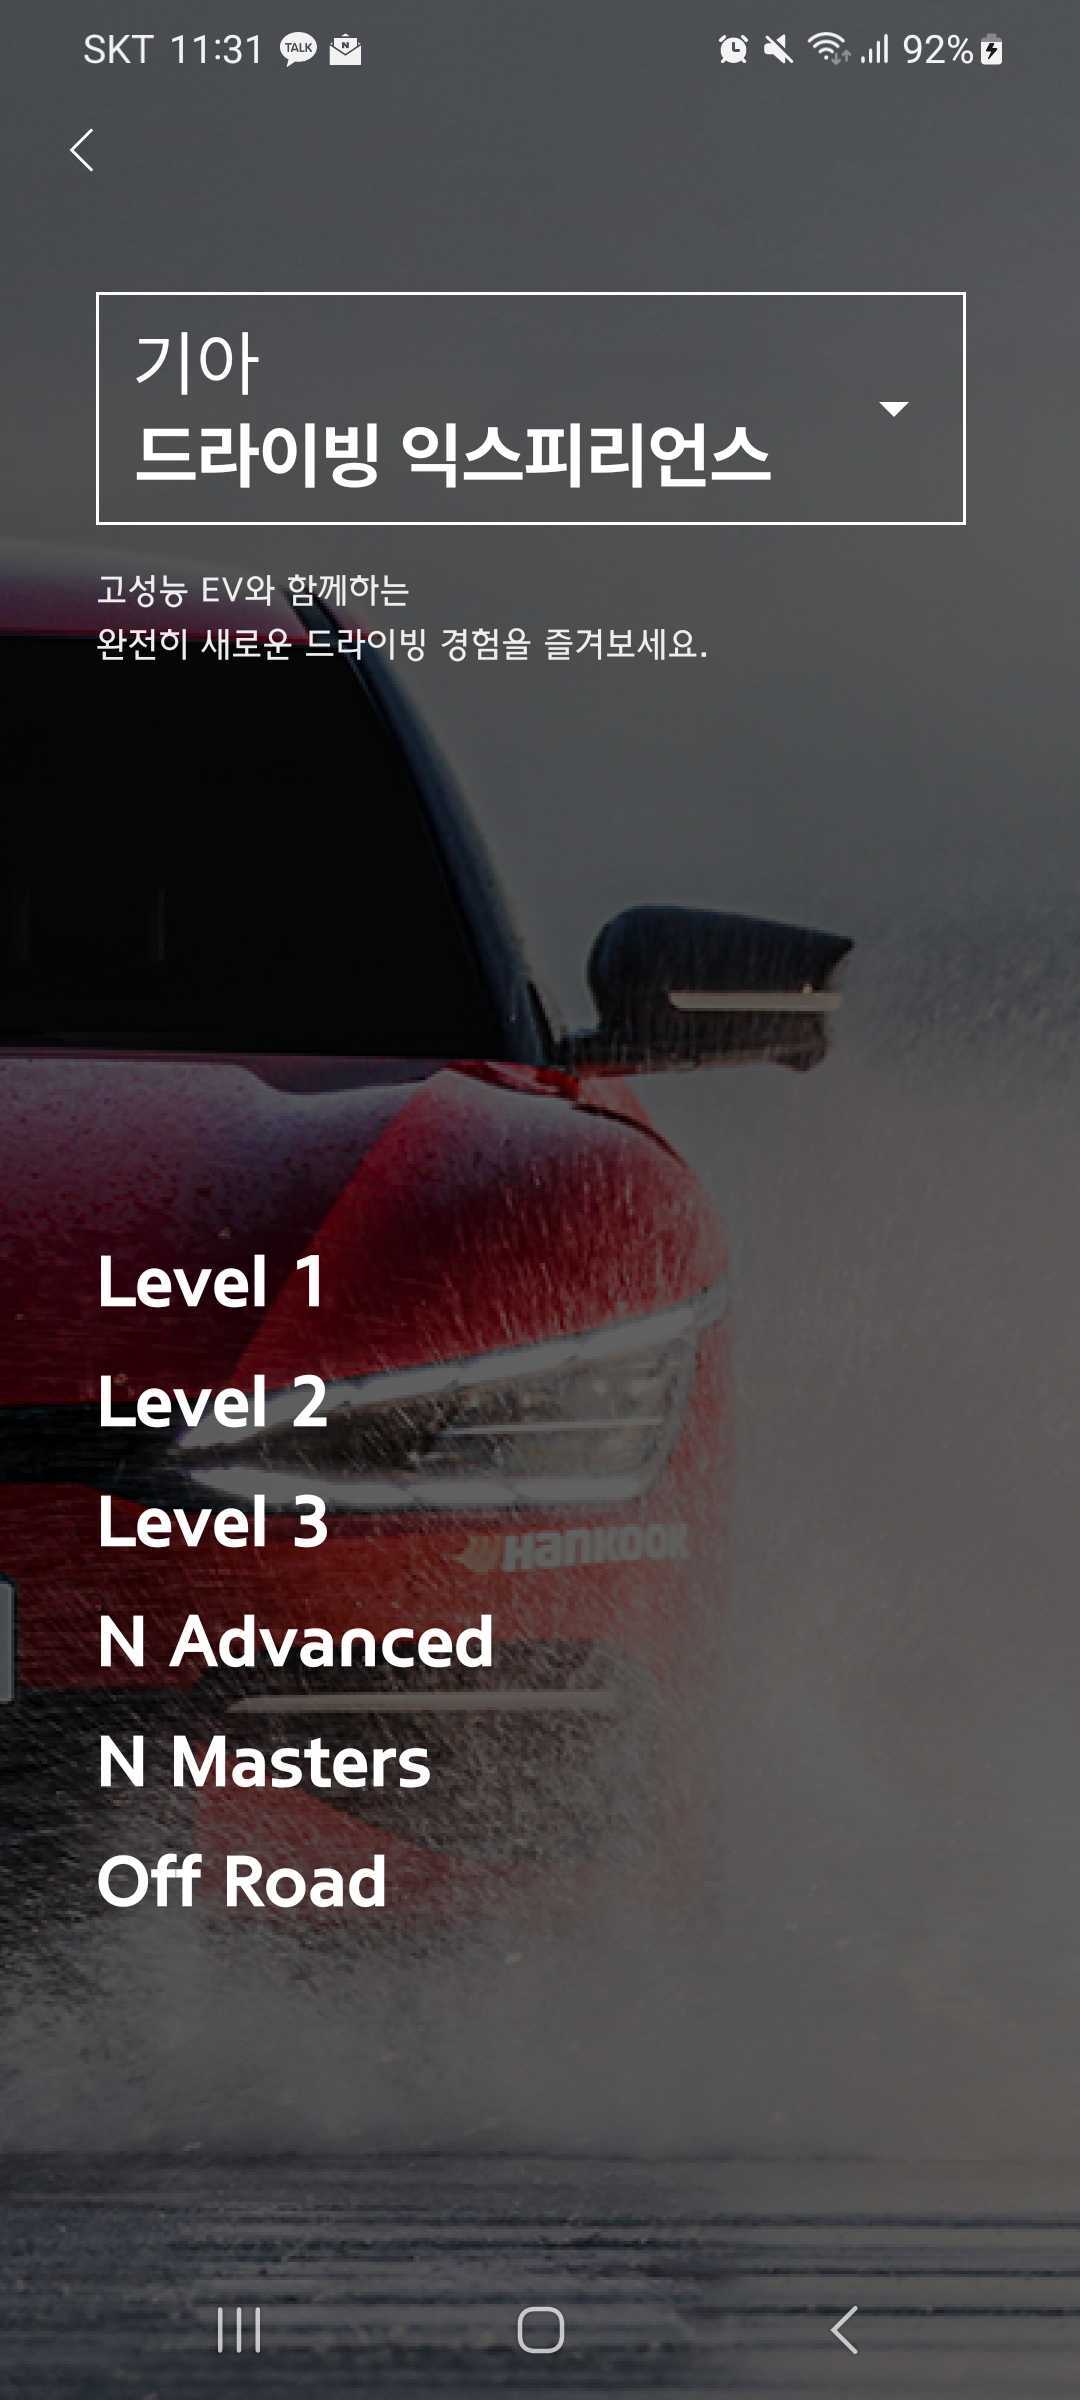 SKT 11:31 TALK N 92%
기아
드라이빙 익스피리언스
고성능 EV와 함께하는
완전히 새로운 드라이빙 경험을 즐겨보세요.
Level 1
Level 2
Level 3
HANKOOK
N Advanced
N Masters
Off Road